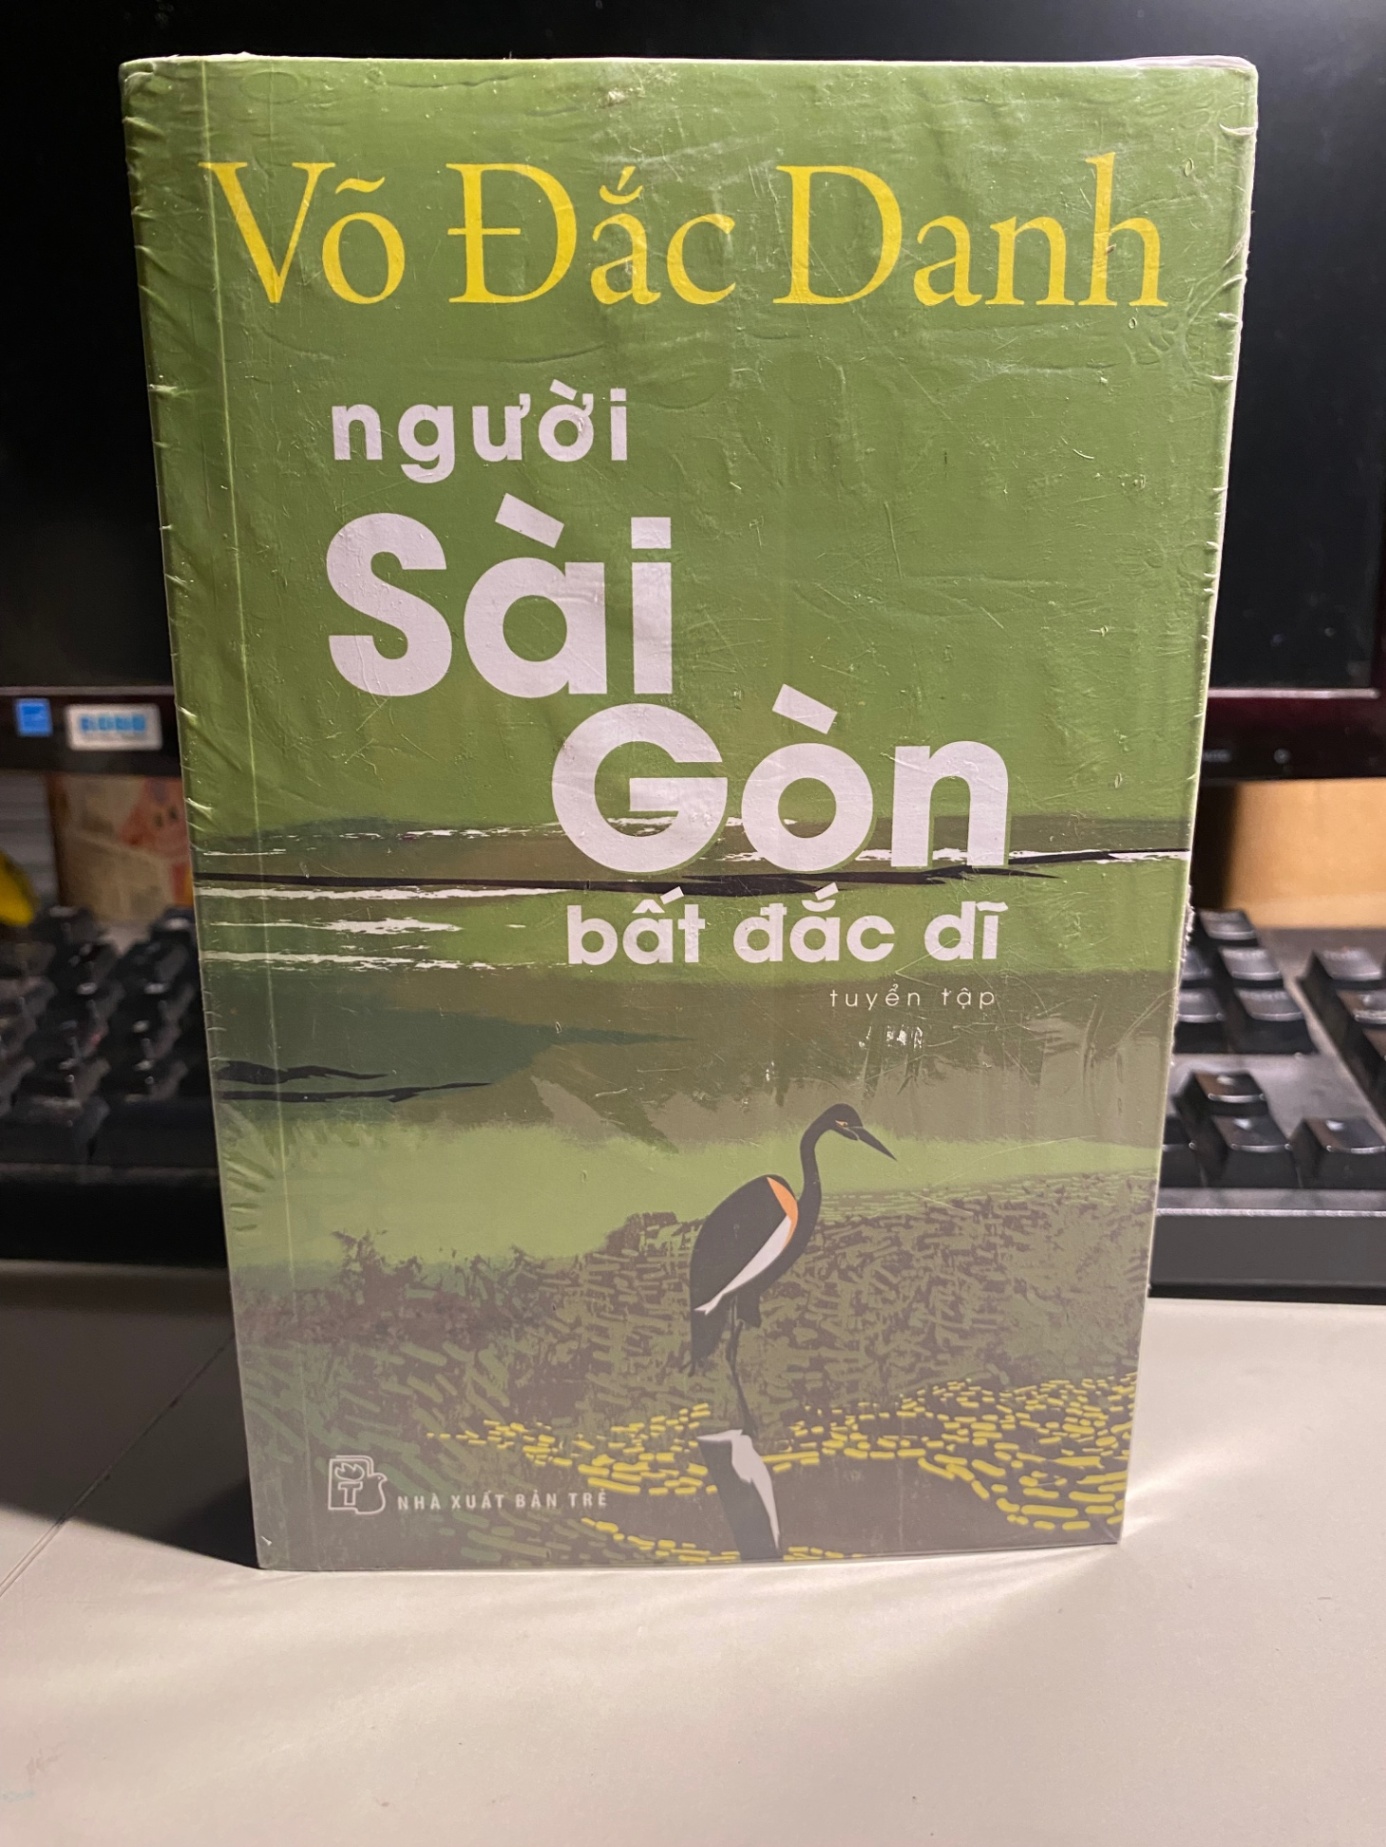 Võ Đắc Danh
người
Sài
Gòn
bất đắc dĩ
tuyển tập
T
NHÀ XUẤT BẢN TRẺ